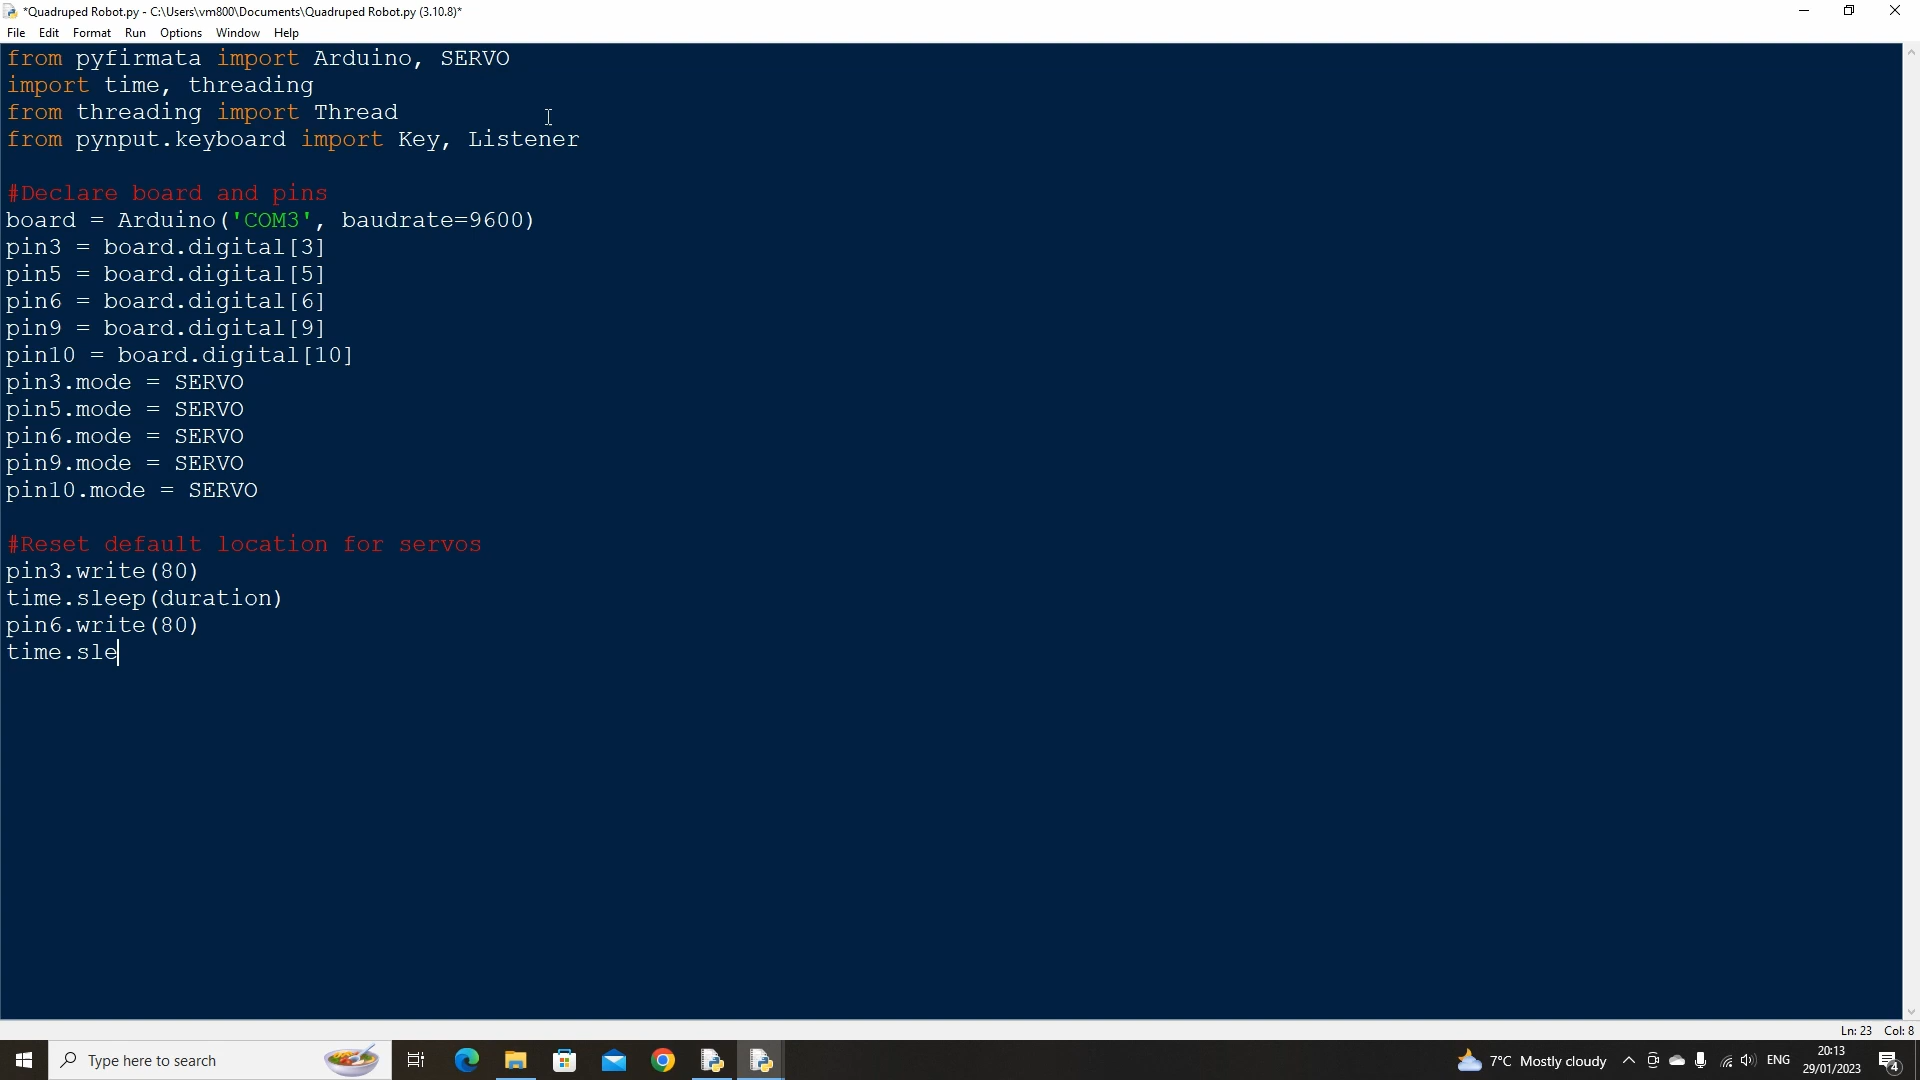 *Quadruped Robot.py - C:\Users\vm800\Documents\Quadruped Robot.py (3.10.8)*
File Edit Format Run Options Window Help
from pyfirmata import Arduino, SERVO
import time, threading
from threading import Thread
from pynput.keyboard import Key, Listener
#Declare board and pins
board = Arduino('COM3', baudrate=9600)
pin3 = board.digital[3]
pin5 = board.digital[5]
pin6 = board.digital[6]
pin9 = board.digital[9]
pin10 = board.digital[10]
pin3.mode = SERVO
pin5.mode = SERVO
pin6.mode = SERVO
pin9.mode = SERVO
pin10.mode = SERVO
#Reset default location for servos
pin3.write(80)
time.sleep(duration)
pin6.write(80)
time.sle
Ln: 23 Col: 8
Type here to search
7°C Mostly cloudy
ENG
20:13
29/01/2023
4